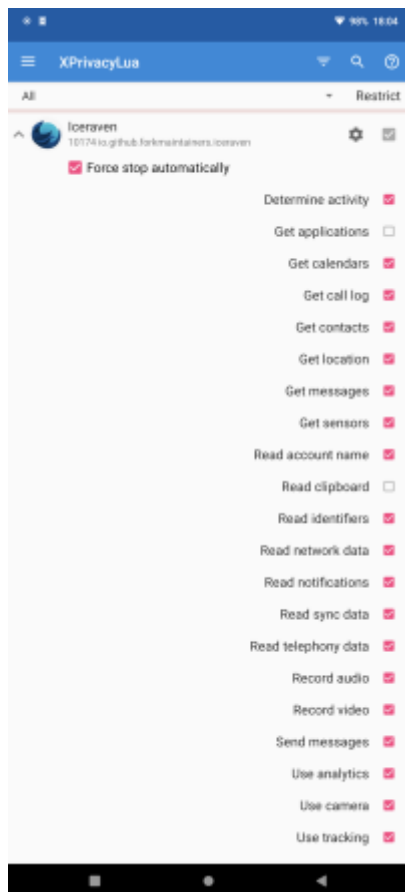 98% 18:04
XPrivacyLua
All Restrict
Iceraven
10174 io.github.forkmaintainers.iceraven
Force stop automatically
Determine activity
Get applications
Get calendars
Get call log
Get contacts
Get location
Get messages
Get sensors
Read account name
Read clipboard
Read identifiers
Read network data
Read notifications
Read sync data
Read telephony data
Record audio
Record video
Send messages
Use analytics
Use camera
Use tracking